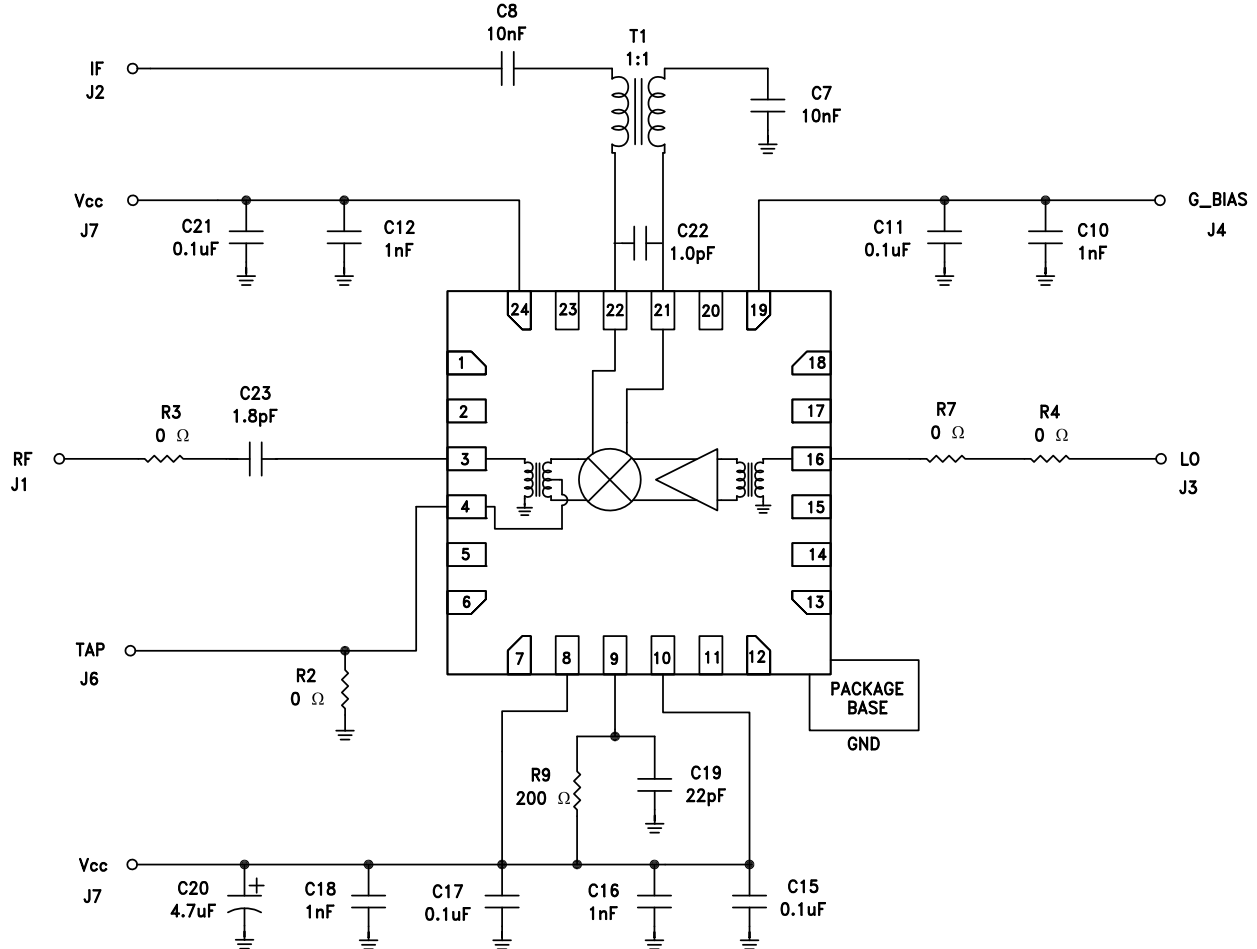 C8
10nF
T1
1:1
IF
J2
C7
10nF
Vcc
J7
C21
0.1uF
C12
1nF
C22
1.0pF
C11
0.1uF
C10
1nF
G_BIAS
J4
24
23
22
21
20
19
1
2
3
4
5
6
18
17
16
15
14
13
7
8
9
10
11
12
RF
J1
R3
0 Ω
C23
1.8pF
R7
0 Ω
R4
0 Ω
LO
J3
TAP
J6
R2
0 Ω
PACKAGE
BASE
GND
R9
200 Ω
C19
22pF
Vcc
J7
C20
4.7uF
+
C18
1nF
C17
0.1uF
C16
1nF
C15
0.1uF